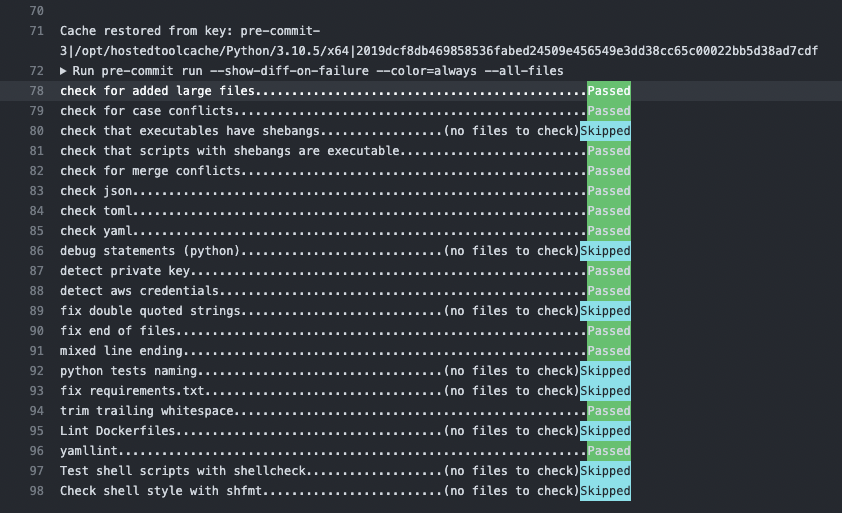 70
71 Cache restored from key: pre-commit-
3|/opt/hostedtoolcache/Python/3.10.5/x64|2019dcf8db469858536fabed24509e456549e3dd38cc65c00022bb5d38ad7cdf
72 ▶ Run pre-commit run --show-diff-on-failure --color=always --all-files
78 check for added large files..............................................Passed
79 check for case conflicts.................................................Passed
80 check that executables have shebangs.................(no files to check)Skipped
81 check that scripts with shebangs are executable..........................Passed
82 check for merge conflicts................................................Passed
83 check json...............................................................Passed
84 check toml...............................................................Passed
85 check yaml...............................................................Passed
86 debug statements (python)............................(no files to check)Skipped
87 detect private key.......................................................Passed
88 detect aws credentials...................................................Passed
89 fix double quoted strings............................(no files to check)Skipped
90 fix end of files.........................................................Passed
91 mixed line ending........................................................Passed
92 python tests naming..................................(no files to check)Skipped
93 fix requirements.txt.................................(no files to check)Skipped
94 trim trailing whitespace.................................................Passed
95 Lint Dockerfiles.....................................(no files to check)Skipped
96 yamllint.................................................................Passed
97 Test shell scripts with shellcheck...................(no files to check)Skipped
98 Check shell style with shfmt.........................(no files to check)Skipped